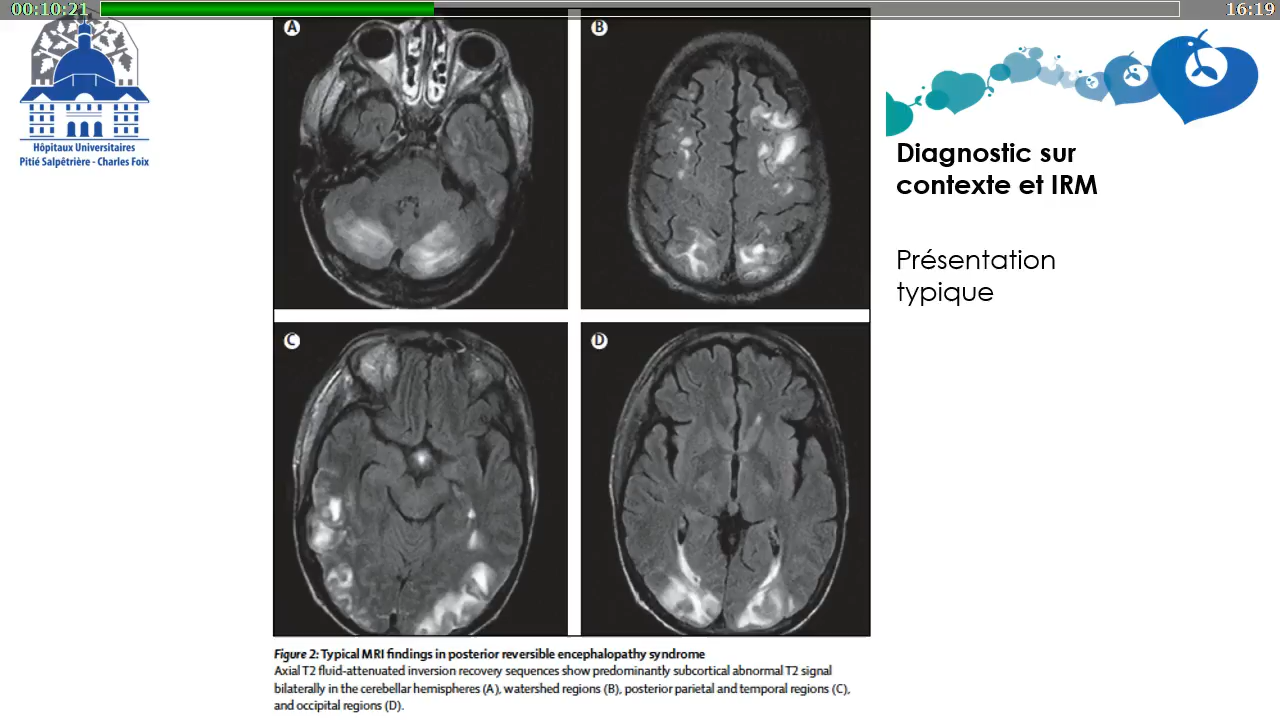 00:10:21
16:19
Hôpitaux Universitaires
Pitié Salpêtrière - Charles Foix
A
B
C
D
Diagnostic sur
contexte et IRM
Présentation
typique
Figure 2: Typical MRI findings in posterior reversible encephalopathy syndrome
Axial T2 fluid-attenuated inversion recovery sequences show predominantly subcortical abnormal T2 signal
bilaterally in the cerebellar hemispheres (A), watershed regions (B), posterior parietal and temporal regions (C),
and occipital regions (D).